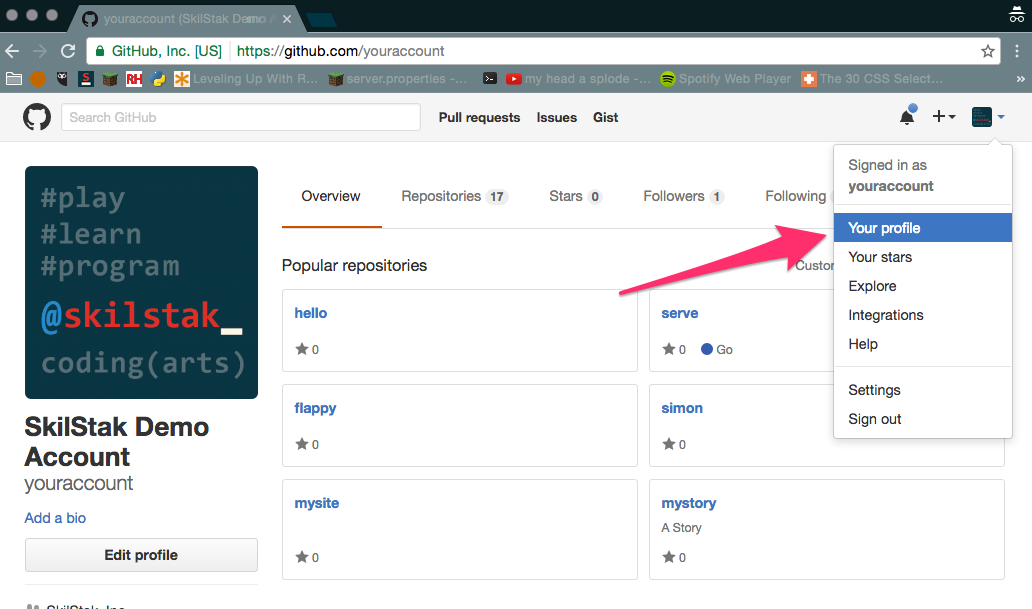 youraccount (SkilStak Demo
GitHub, Inc. [US]
https://github.com/youraccount
Leveling Up With R...
server.properties -...
my head a splode -...
Spotify Web Player
The 30 CSS Select...
»
Search GitHub
Pull requests
Issues
Gist
Signed in as
youraccount
Your profile
Your stars
Explore
Integrations
Help
Settings
Sign out
#play
#learn
#program
@skilstak_
coding(arts)
SkilStak Demo
Account
youraccount
Add a bio
Edit profile
Overview
Repositories 17
Stars 0
Followers 1
Following
Popular repositories
hello
0
serve
0 Go
flappy
0
simon
0
mysite
0
mystory
A Story
0